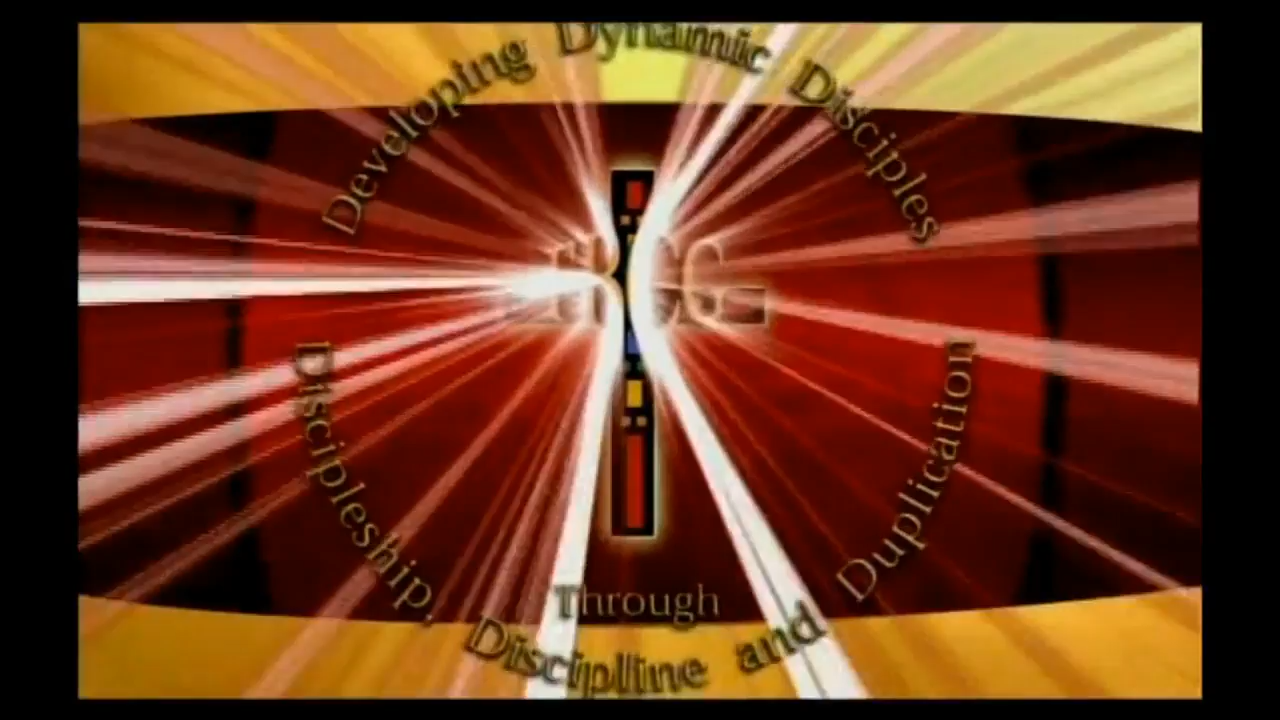 Developing Dynamic Disciples
Through
Discipleship, Discipline and Duplication